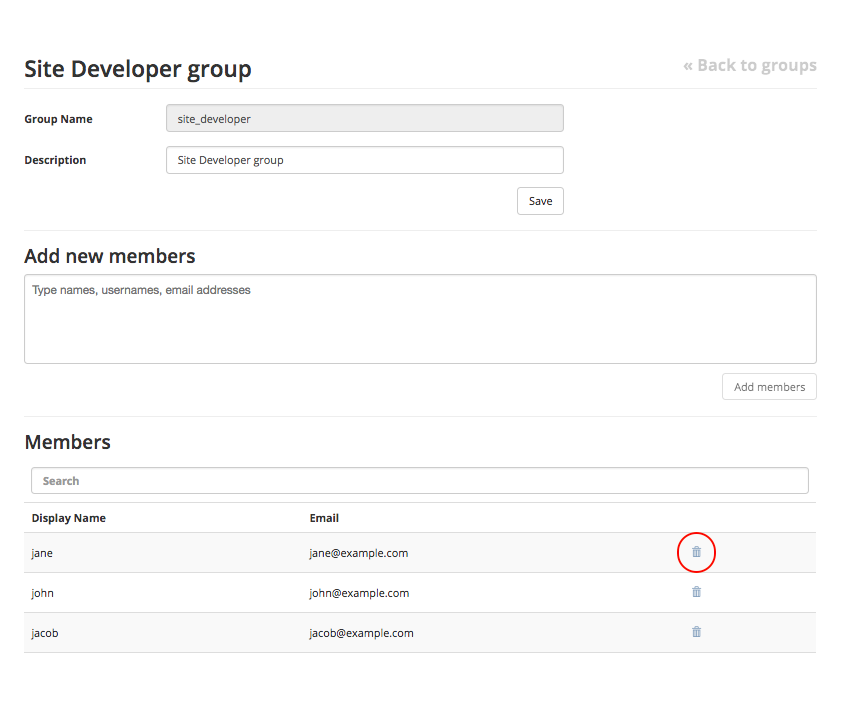 Site Developer group
« Back to groups
Group Name
site_developer
Description
Site Developer group
Save
Add new members
Type names, usernames, email addresses
Add members
Members
Search
Display Name Email
jane jane@example.com
john john@example.com
jacob jacob@example.com